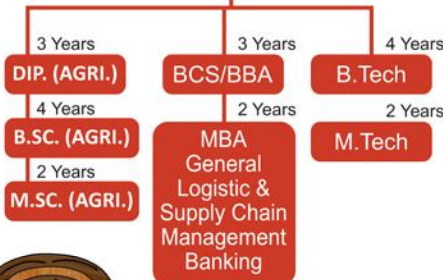 3 Years
DIP. (AGRI.)
4 Years
B.SC. (AGRI.)
2 Years
M.SC. (AGRI.)
3 Years
BCS/BBA
2 Years
MBA
General
Logistic &
Supply Chain
Management
Banking
4 Years
B.Tech
2 Years
M.Tech